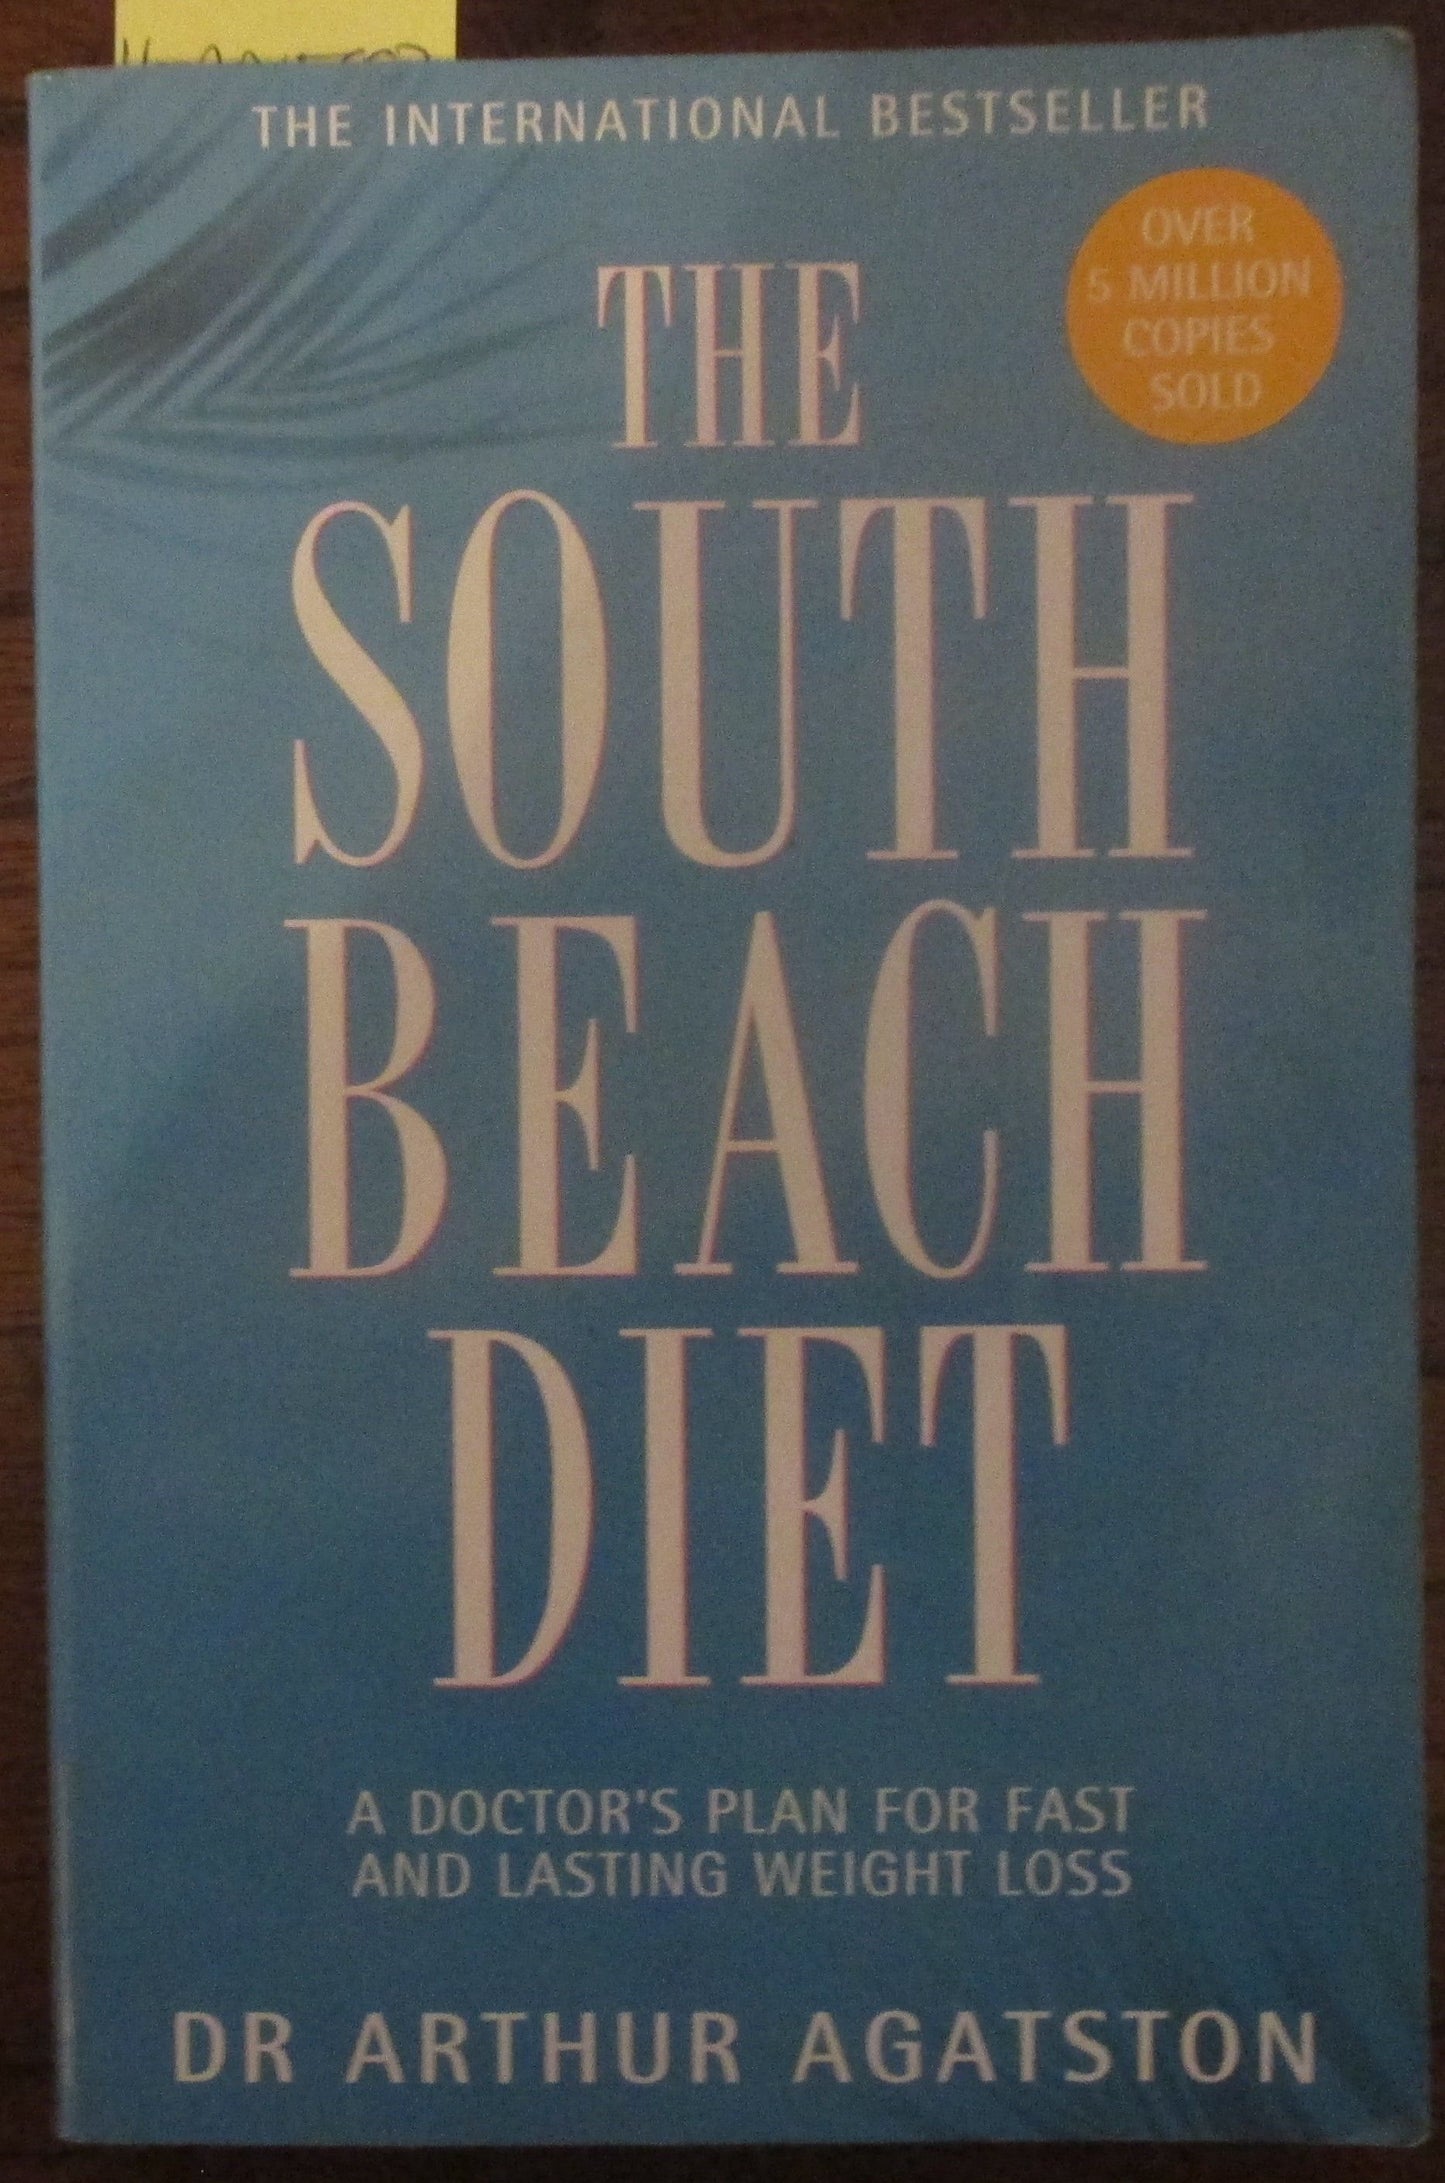 THE INTERNATIONAL BESTSELLER
OVER
5 MILLION
COPIES
SOLD
THE
SOUTH
BEACH
DIET
A DOCTOR'S PLAN FOR FAST
AND LASTING WEIGHT LOSS
DR ARTHUR AGATSTON